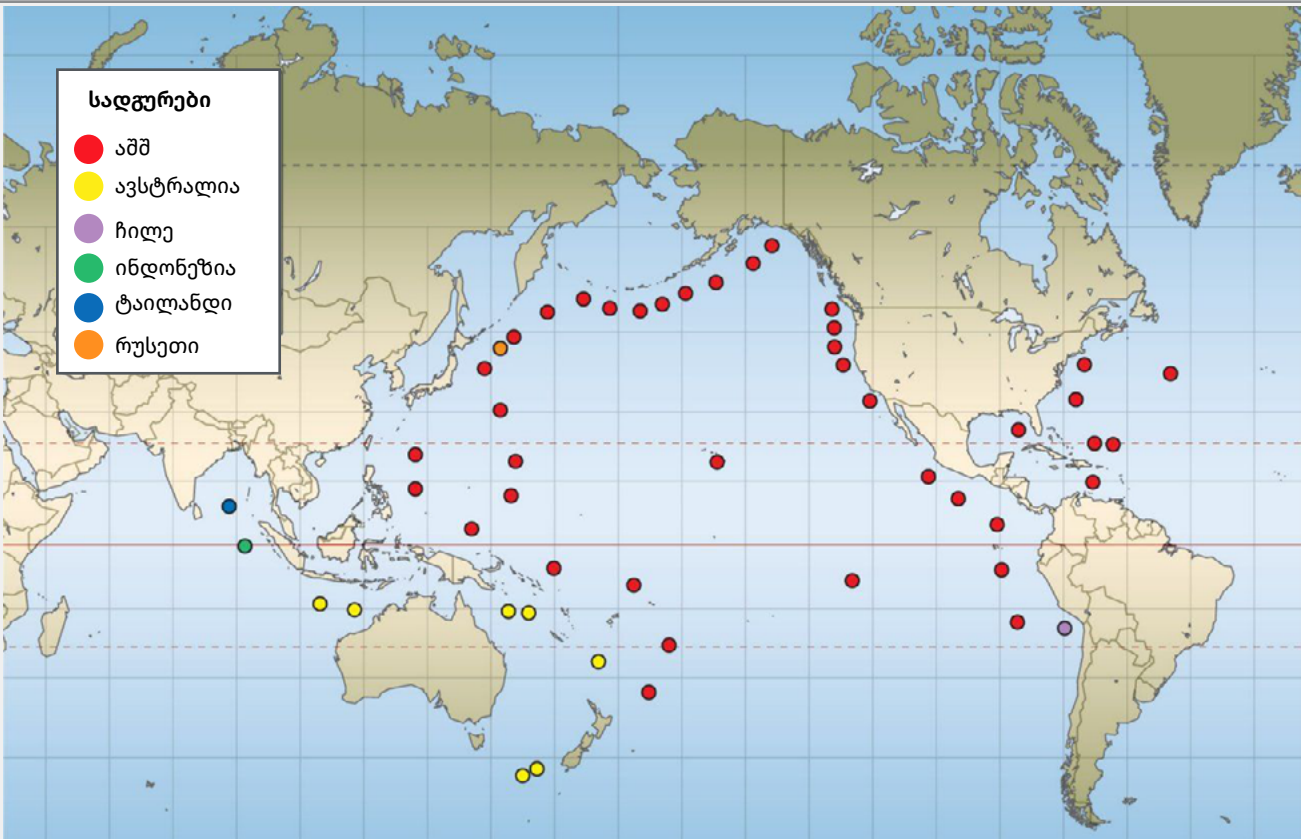 სადგურები
აშშ
ავსტრალია
ჩილე
ინდონეზია
ტაილანდი
რუსეთი